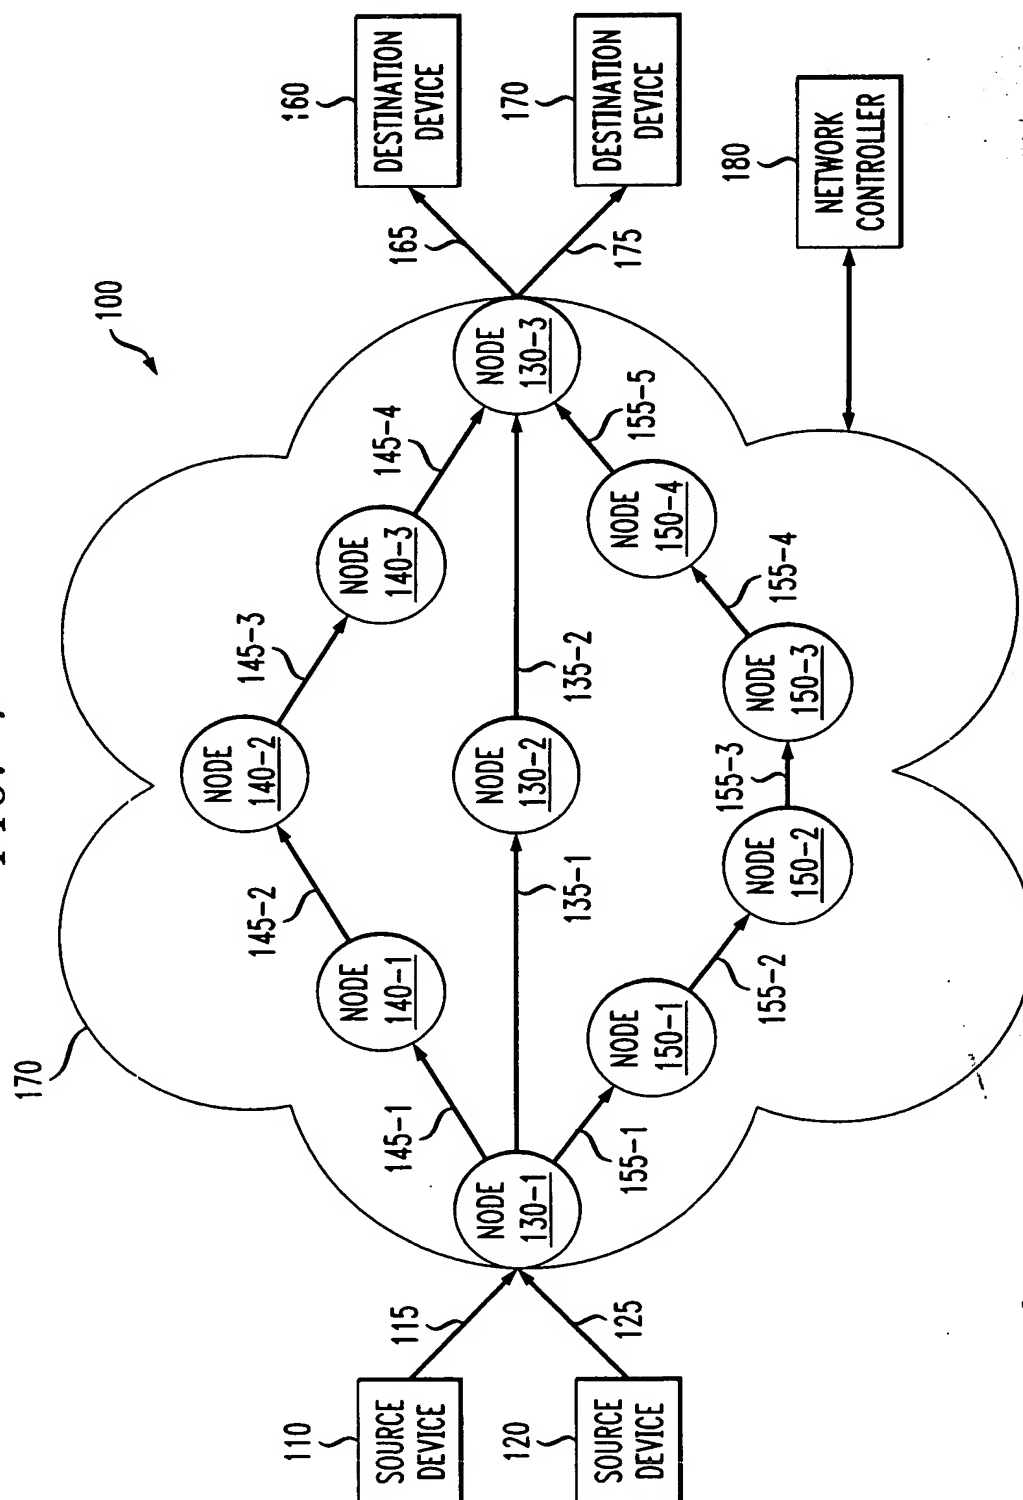 100
170
110
SOURCE
DEVICE
115
120
SOURCE
DEVICE
125
NODE
130-1
145-1
NODE
140-1
145-2
NODE
140-2
145-3
NODE
140-3
145-4
135-1
NODE
130-2
135-2
NODE
130-3
155-1
NODE
150-1
155-2
NODE
150-2
155-3
NODE
150-3
155-4
NODE
150-4
155-5
165
160
DESTINATION
DEVICE
175
170
DESTINATION
DEVICE
180
NETWORK
CONTROLLER